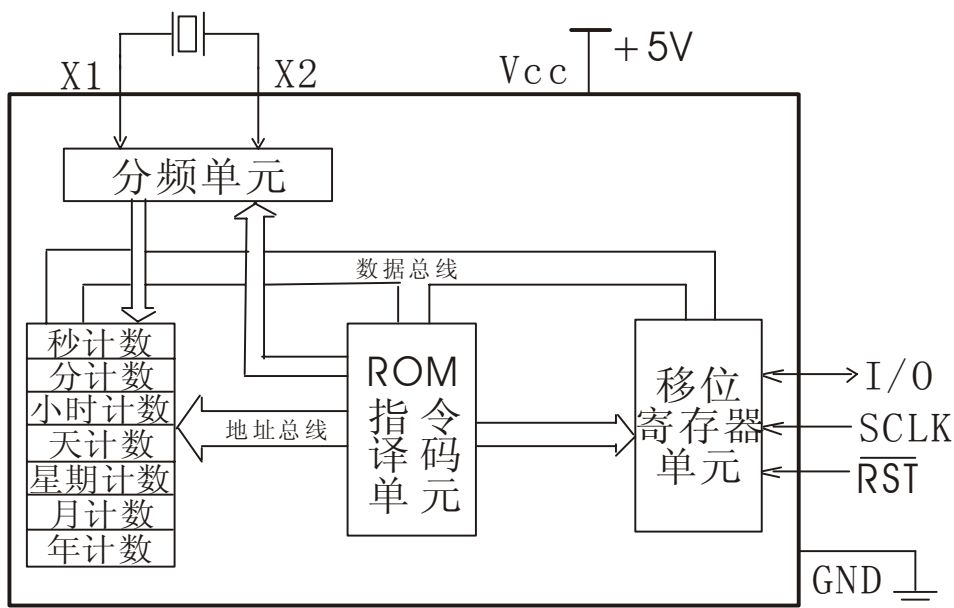 X1
X2
Vcc
+5V
分频单元
数据总线
秒计数
分计数
小时计数
天计数
星期计数
月计数
年计数
地址总线
ROM
指令
译码
单元
移位
寄存器
单元
I/O
SCLK
RST
GND